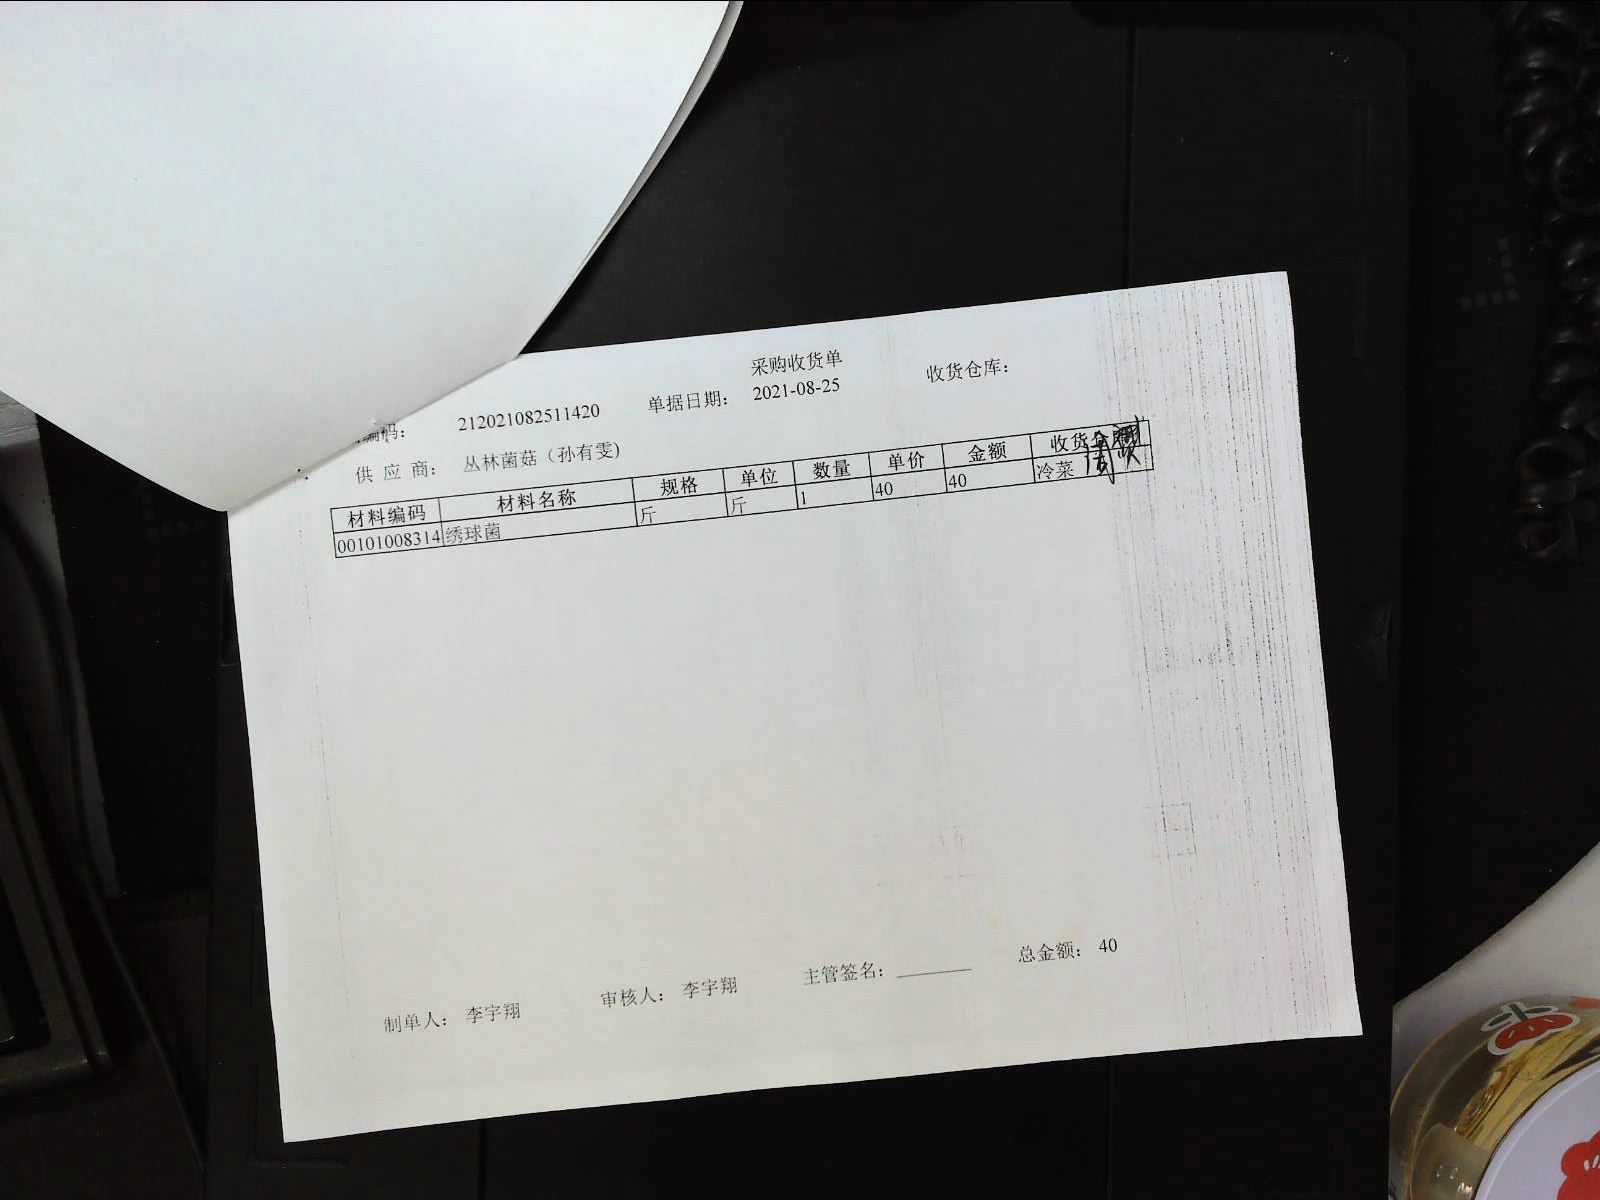 采购收货单
编码： 212021082511420 单据日期： 2021-08-25 收货仓库：
供 应 商： 丛林菌菇（孙有雯)
材料编码 材料名称 规格 单位 数量 单价 金额 收货仓
00101008314 绣球菌 斤 斤 1 40 40 冷菜
总金额： 40
制单人： 李宇翔 审核人： 李宇翔 主管签名：